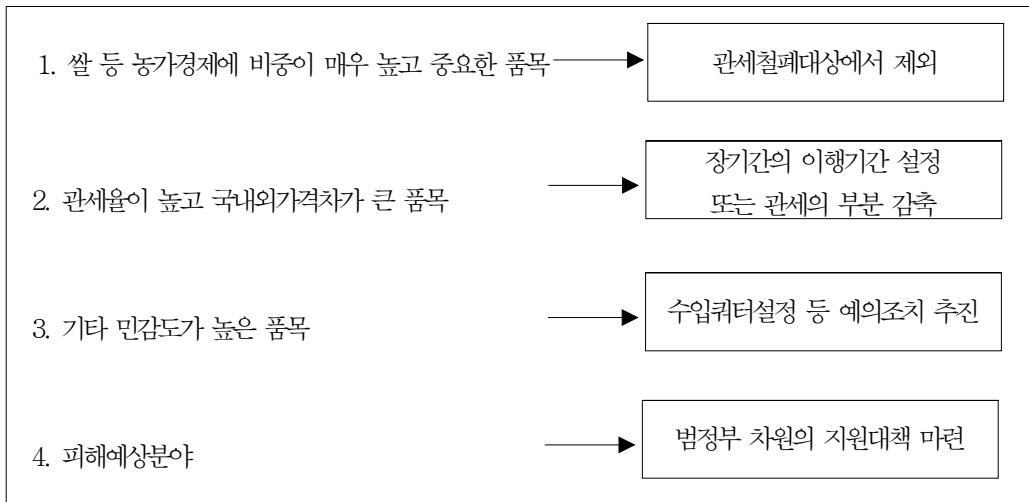 1. 쌀 등 농가경제에 비중이 매우 높고 중요한 품목
관세철폐대상에서 제외
2. 관세율이 높고 국내외가격차가 큰 품목
장기간의 이행기간 설정
또는 관세의 부분 감축
3. 기타 민감도가 높은 품목
수입쿼터설정 등 예의조치 추진
4. 피해예상분야
범정부 차원의 지원대책 마련